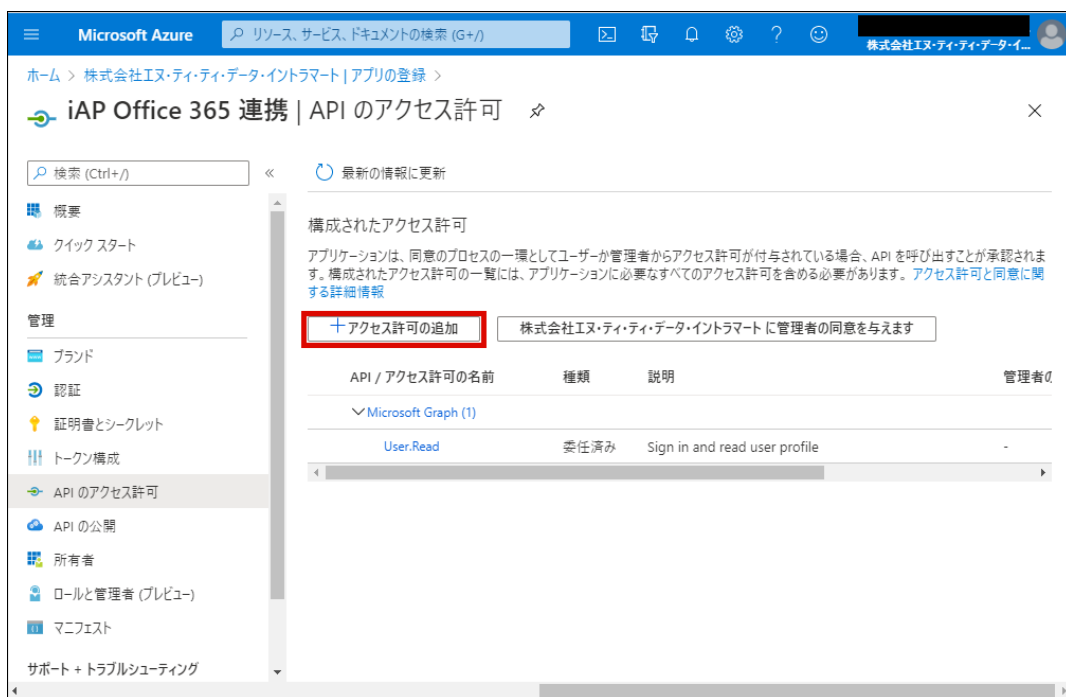 Microsoft Azure
リソース、サービス、ドキュメントの検索 (G+/)
株式会社エヌ・ティ・ティ・データ・イ...
ホーム > 株式会社エヌ・ティ・ティ・データ・イントラマート | アプリの登録 >
iAP Office 365 連携 | API のアクセス許可
検索 (Ctrl+/)
«
最新の情報に更新
概要
クイック スタート
統合アシスタント (プレビュー)
管理
ブランド
認証
証明書とシークレット
トークン構成
API のアクセス許可
API の公開
所有者
ロールと管理者 (プレビュー)
マニフェスト
サポート + トラブルシューティング
構成されたアクセス許可
アプリケーションは、同意のプロセスの一環としてユーザーか管理者からアクセス許可が付与されている場合、API を呼び出すことが承認されま
す。構成されたアクセス許可の一覧には、アプリケーションに必要なすべてのアクセス許可を含める必要があります。アクセス許可と同意に関
する詳細情報
+アクセス許可の追加
株式会社エヌ・ティ・ティ・データ・イントラマート に管理者の同意を与えます
API / アクセス許可の名前 種類 説明 管理者の
Microsoft Graph (1)
User.Read 委任済み Sign in and read user profile -